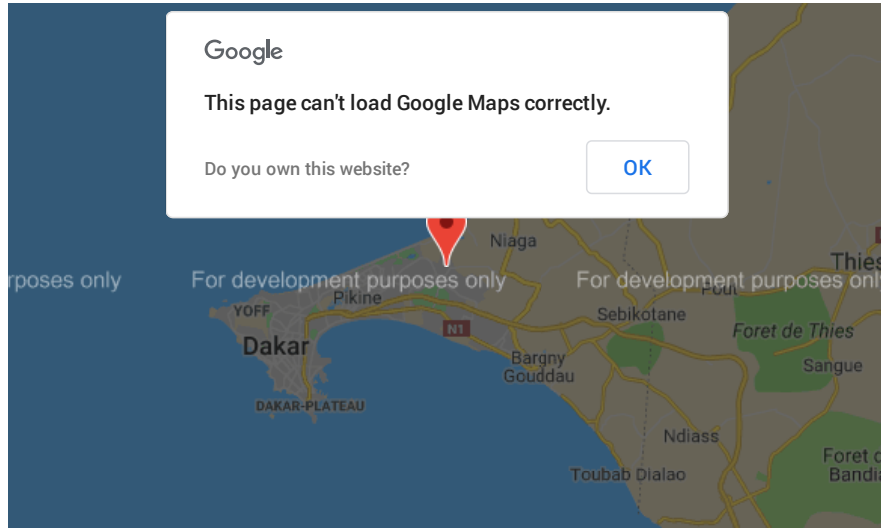 Google
This page can't load Google Maps correctly.
Do you own this website?
OK
Niaga
Thies
rposes only
For development purposes only
For development purposes onl
Pout
Pikine
YOFF
Sebikotane
N1
Foret de Thies
Dakar
Bargny
Gouddau
Sangue
DAKAR-PLATEAU
Ndiass
Foret d
Bandia
Toubab Dialao